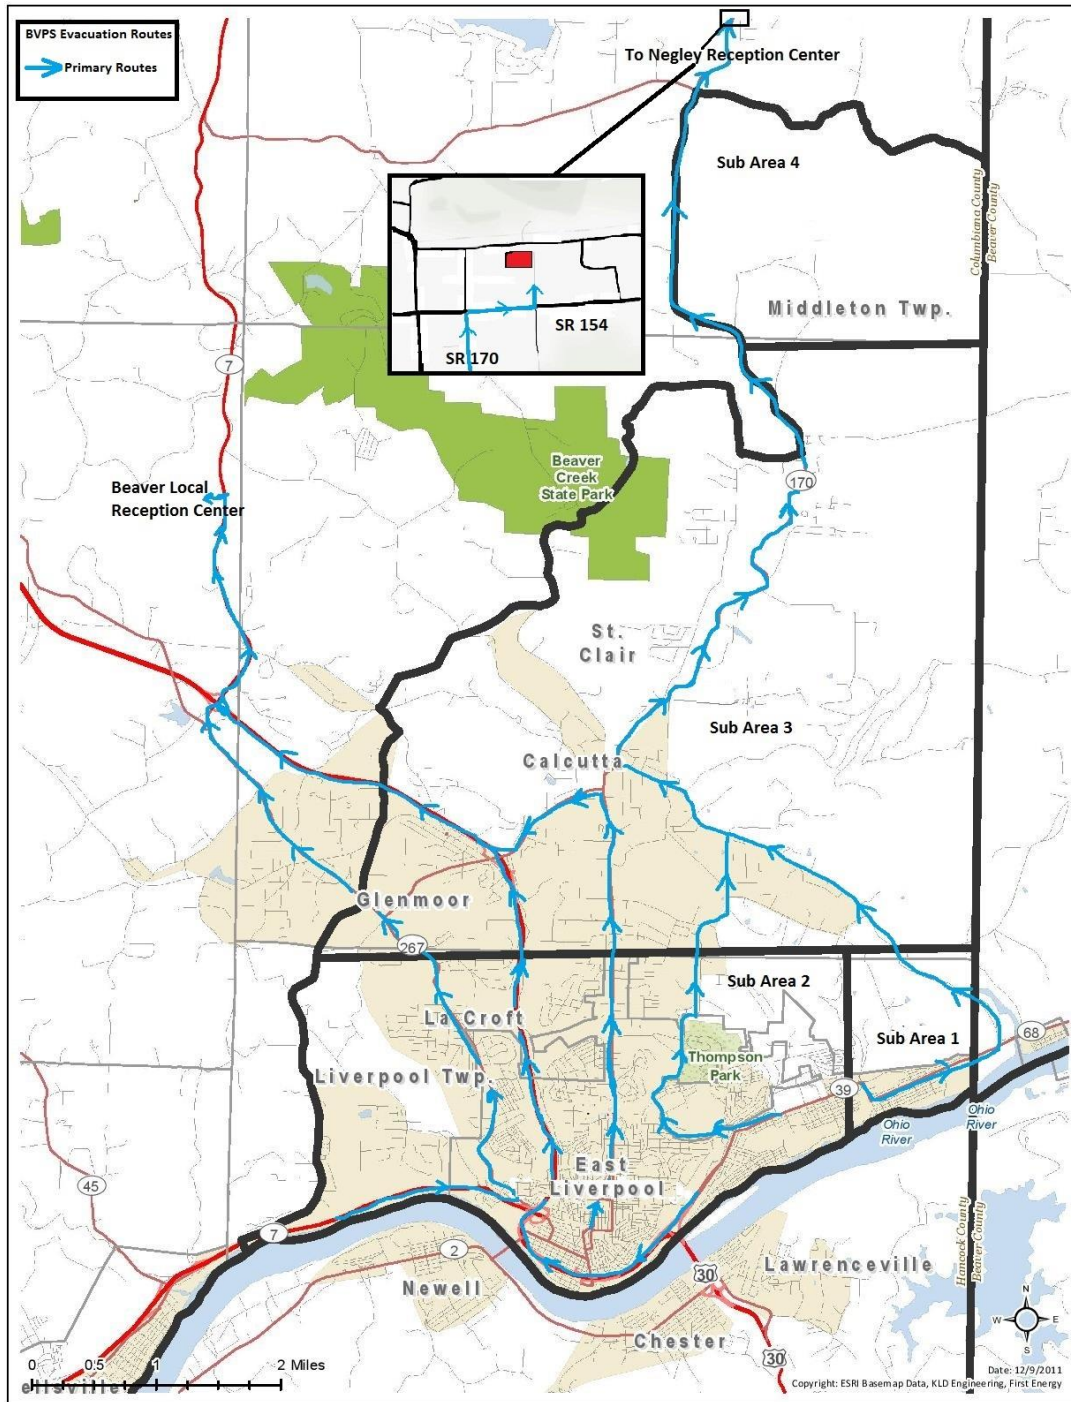 BVPS Evacuation Routes
Primary Routes
To Negley Reception Center
Sub Area 4
Columbiana County
Beaver County
Middleton Twp.
SR 154
SR 170
7
Beaver Local
Reception Center
Beaver
Creek
State Park
170
St.
Clair
Sub Area 3
Calcutta
Glenmoor
267
Sub Area 2
La Croft
Sub Area 1
68
Thompson
Park
Liverpool Twp.
39
Ohio
River
Ohio
River
East
Liverpool
45
7
2
Hancock County
Beaver County
Newell
30
Lawrenceville
Chester
30
N
W
E
S
0
0.5
1
2 Miles
Date: 12/9/2011
Copyright: ESRI Basemap Data, KLD Engineering, First Energy